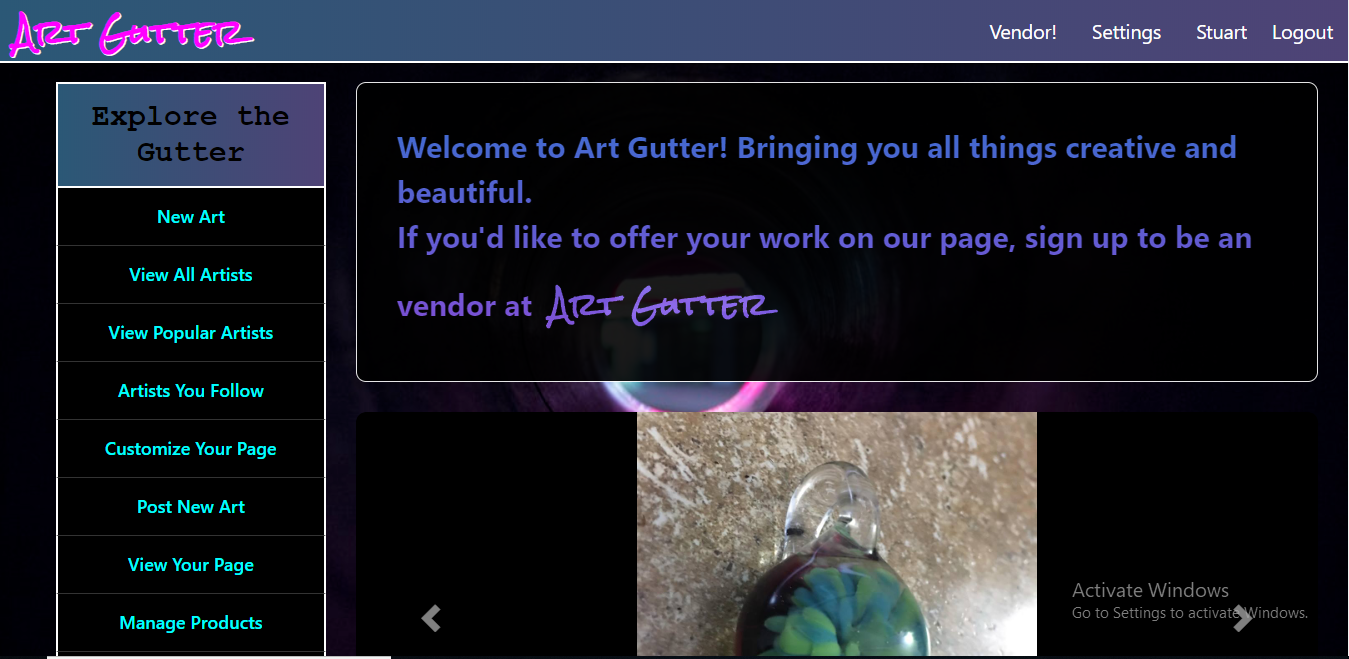 Art Gutter
Vendor! Settings Stuart Logout
Explore the
Gutter
New Art
View All Artists
View Popular Artists
Artists You Follow
Customize Your Page
Post New Art
View Your Page
Manage Products
Welcome to Art Gutter! Bringing you all things creative and
beautiful.
If you'd like to offer your work on our page, sign up to be an
vendor at Art Gutter
Activate Windows
Go to Settings to activate Windows.